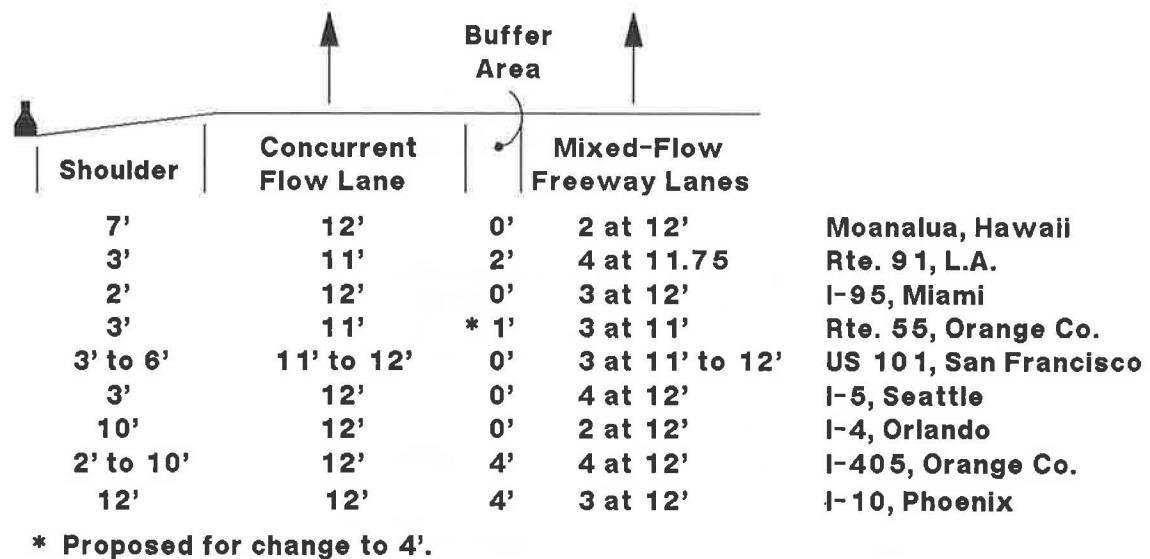 Buffer
Area
Shoulder
Concurrent
Flow Lane
Mixed-Flow
Freeway Lanes
7' 12' 0' 2 at 12' Moanalua, Hawaii
3' 11' 2' 4 at 11.75 Rte. 91, L.A.
2' 12' 0' 3 at 12' I-95, Miami
3' 11' * 1' 3 at 11' Rte. 55, Orange Co.
3' to 6' 11' to 12' 0' 3 at 11' to 12' US 101, San Francisco
3' 12' 0' 4 at 12' I-5, Seattle
10' 12' 0' 2 at 12' I-4, Orlando
2' to 10' 12' 4' 4 at 12' I-405, Orange Co.
12' 12' 4' 3 at 12' I-10, Phoenix
* Proposed for change to 4'.